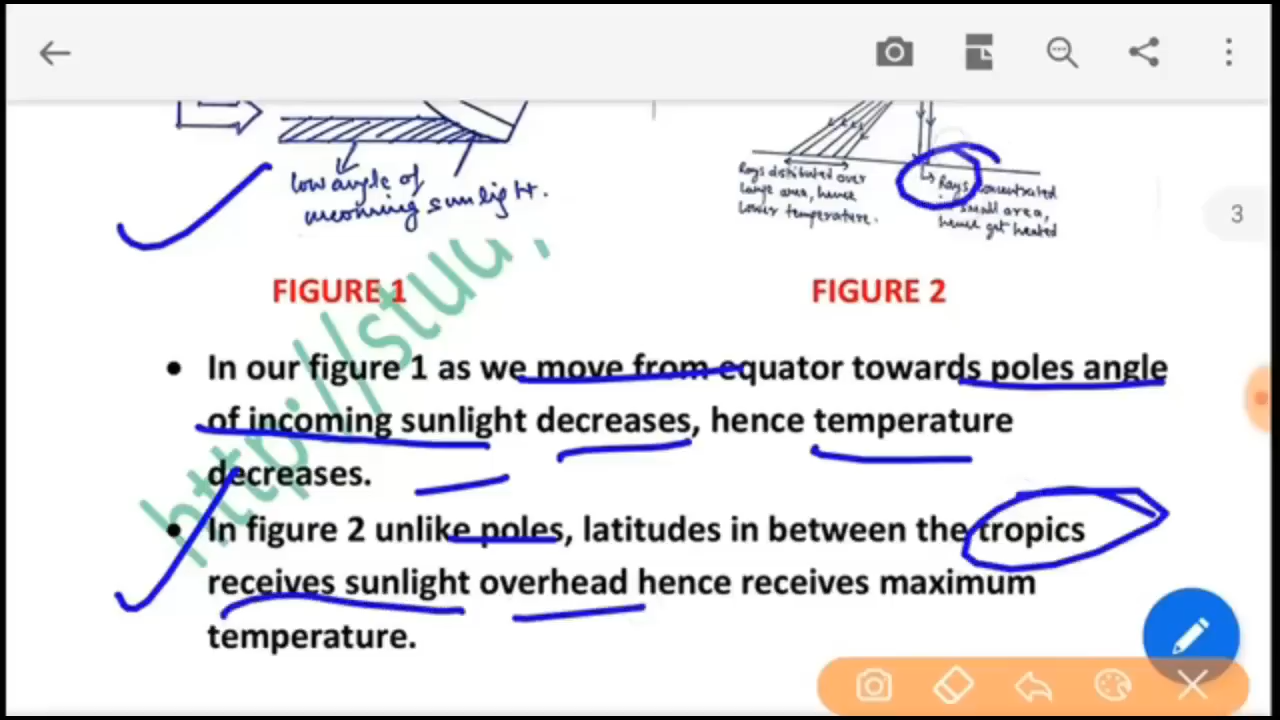 3
low angle of
incoming sunlight.
Rays distibuted over
large area, hence
lower temperature.
Rays concentrated
small area,
hence get heated
FIGURE 1
FIGURE 2
http://stud,
• In our figure 1 as we move from equator towards poles angle
of incoming sunlight decreases, hence temperature
decreases.
• In figure 2 unlike poles, latitudes in between the tropics
receives sunlight overhead hence receives maximum
temperature.